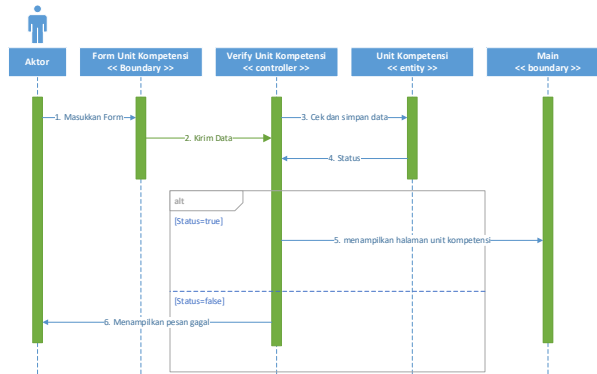 Aktor
Form Unit Kompetensi
<< Boundary >>
Verify Unit Kompetensi
<< controller >>
Unit Kompetensi
<< entity >>
Main
<< boundary >>
1. Masukkan Form
2. Kirim Data
3. Cek dan simpan data
4. Status
alt
[Status=true]
5. menampilkan halaman unit kompetensi
[Status=false]
6. Menampilkan pesan gagal